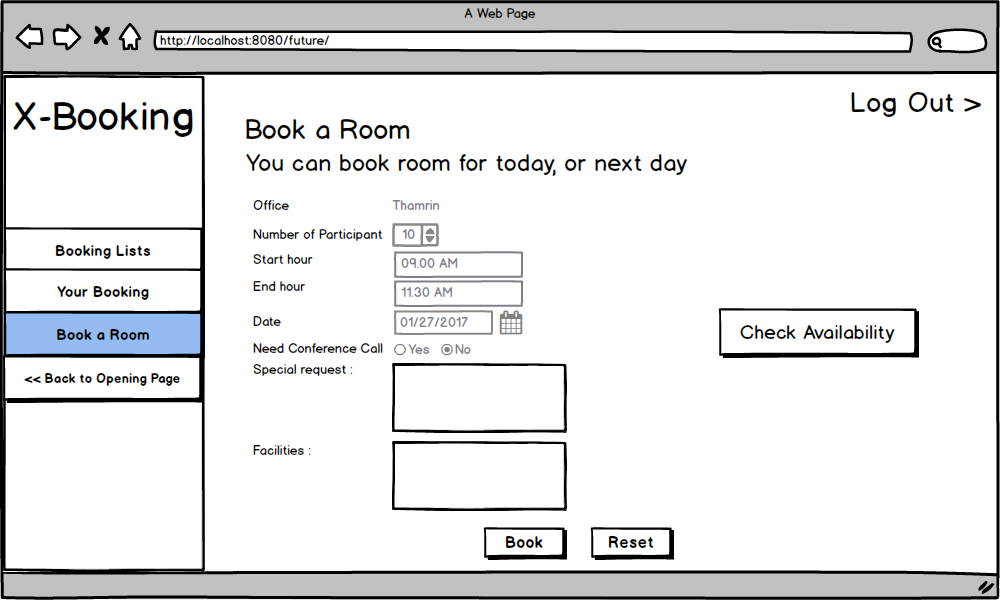 A Web Page
http://localhost:8080/future/
X-Booking
Log Out >
Book a Room
You can book room for today, or next day
Booking Lists
Your Booking
Book a Room
<< Back to Opening Page
Office Thamrin
Number of Participant 10
Start hour 09.00 AM
End hour 11.30 AM
Date 01/27/2017
Need Conference Call Yes No
Special request :
Facilities :
Check Availability
Book Reset